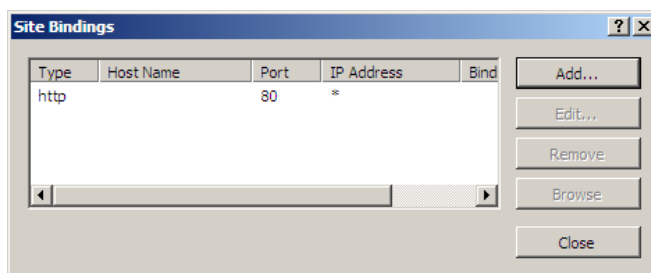 Site Bindings
Type Host Name Port IP Address Bind
http 80 *
Add...
Edit...
Remove
Browse
Close